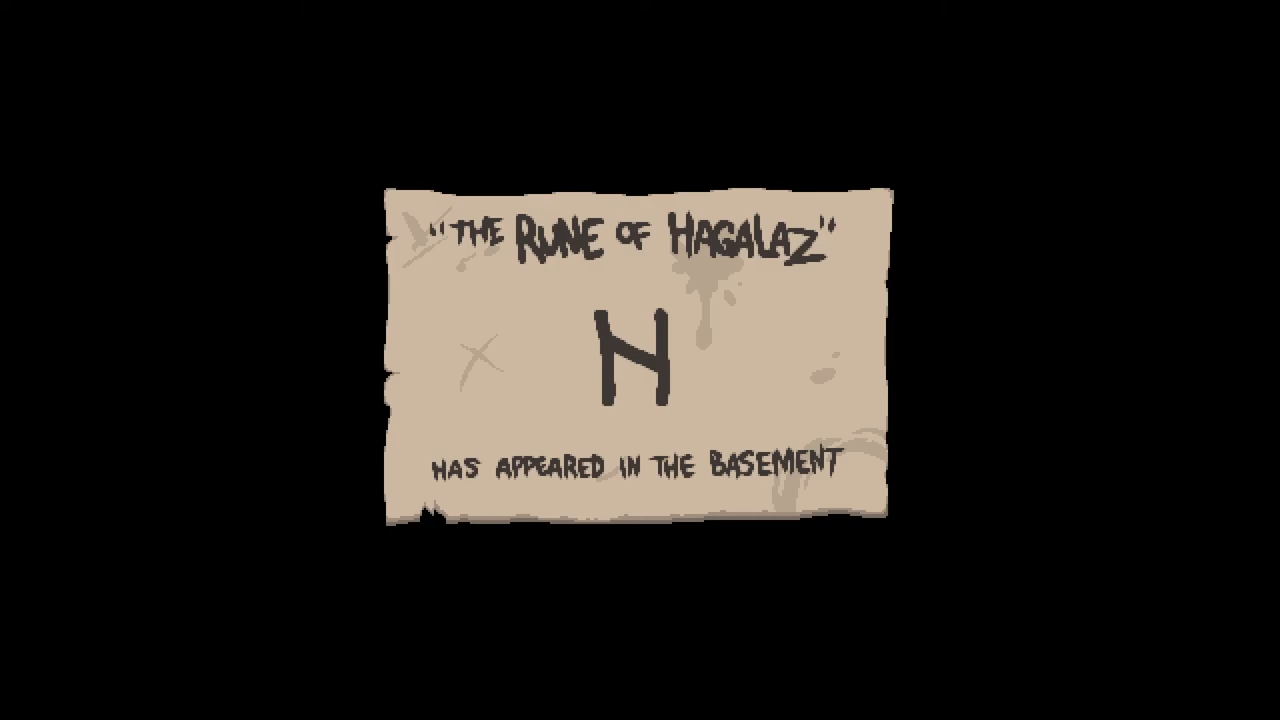 "THE RUNE OF HAGALAZ"
ᚺ
HAS APPEARED IN THE BASEMENT